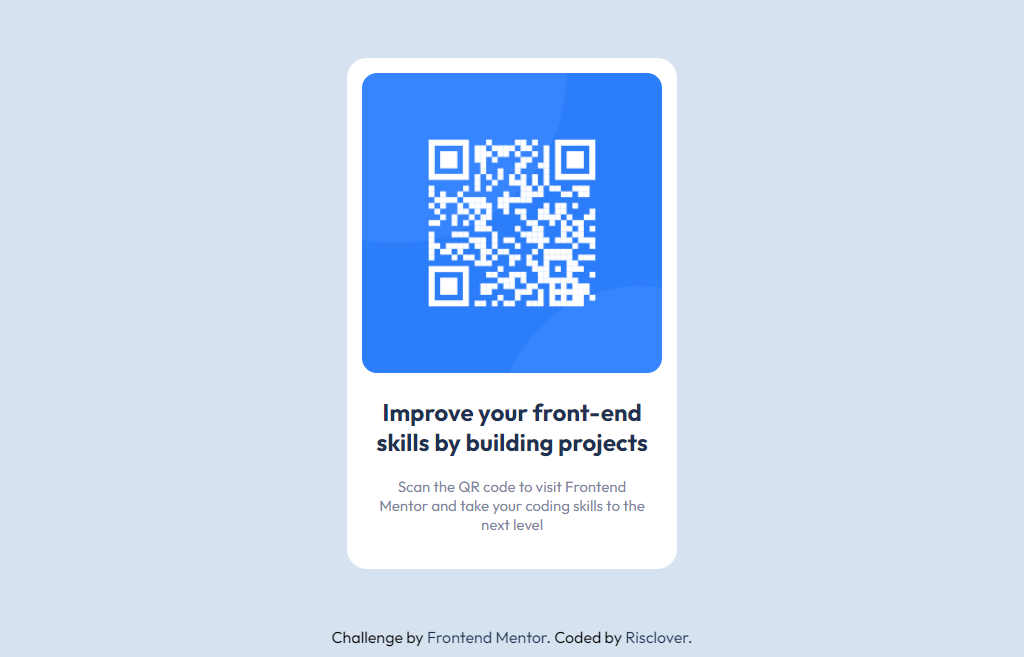 Improve your front-end
skills by building projects
Scan the QR code to visit Frontend
Mentor and take your coding skills to the
next level
Challenge by Frontend Mentor. Coded by Risclover.